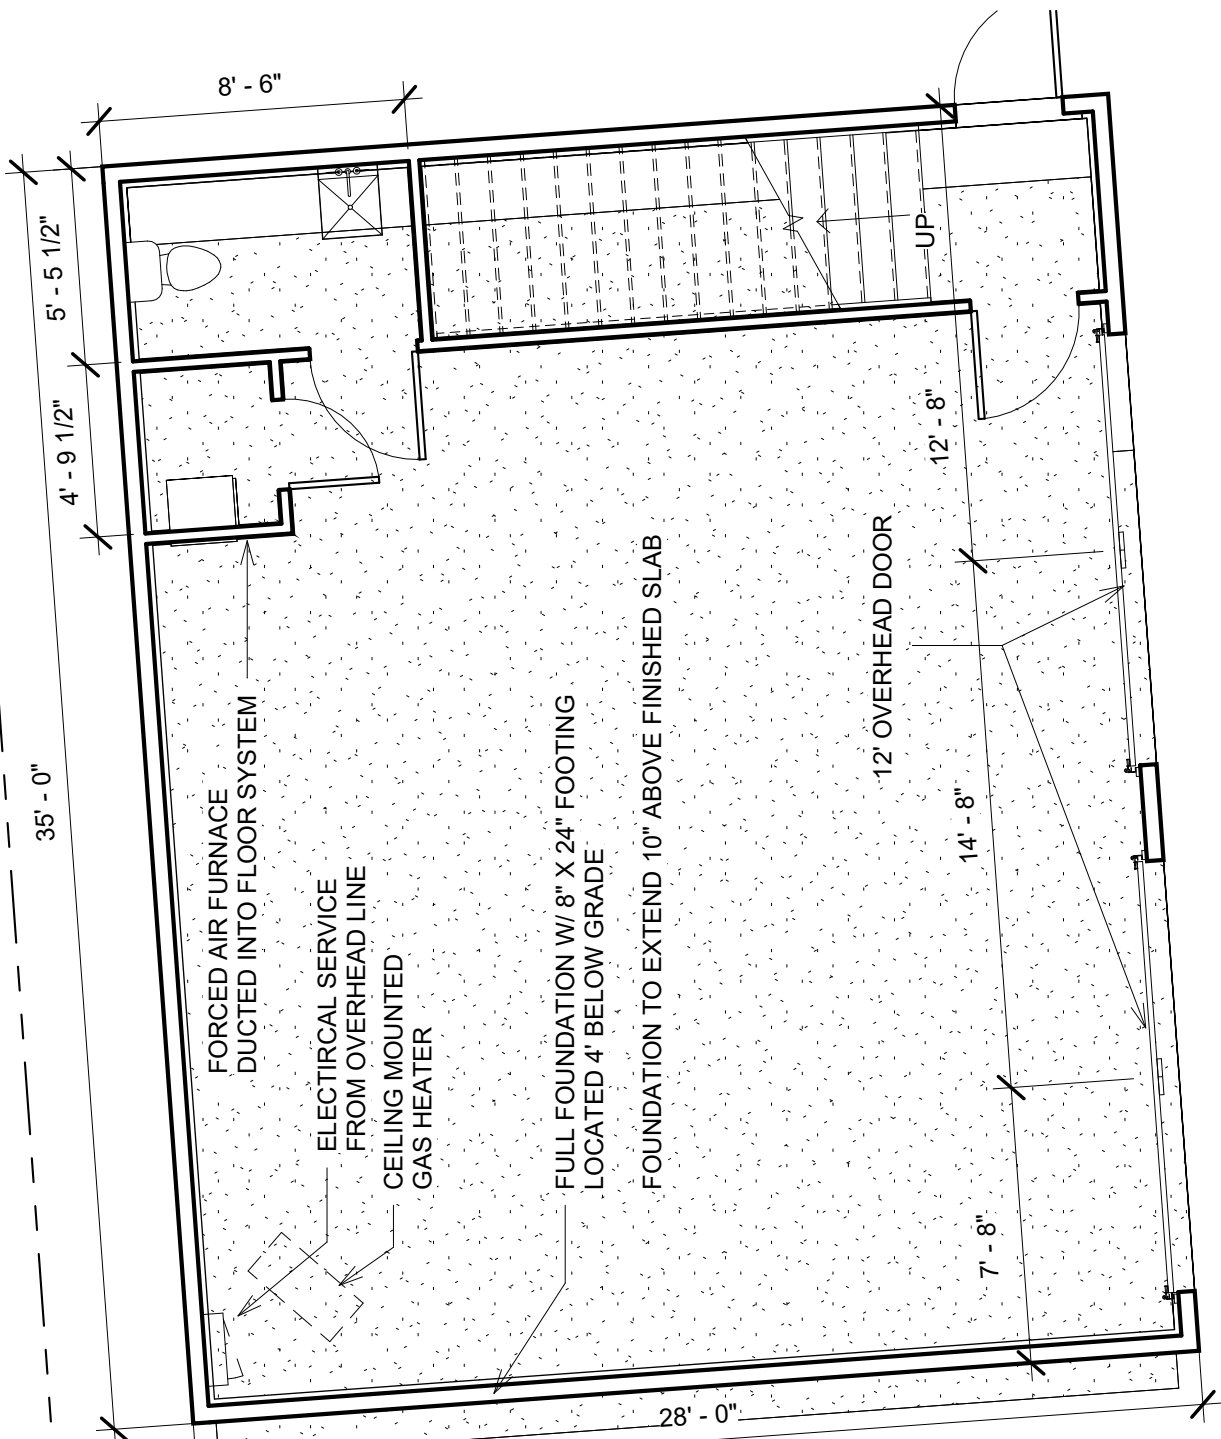 8' - 6"
5' - 5 1/2"
4' - 9 1/2"
35' - 0"
UP
12' - 8"
14' - 8"
7' - 8"
12' OVERHEAD DOOR
FORCED AIR FURNACE
DUCTED INTO FLOOR SYSTEM
ELECTIRCAL SERVICE
FROM OVERHEAD LINE
CEILING MOUNTED
GAS HEATER
FULL FOUNDATION W/ 8" X 24" FOOTING
LOCATED 4' BELOW GRADE
FOUNDATION TO EXTEND 10" ABOVE FINISHED SLAB
28' - 0"